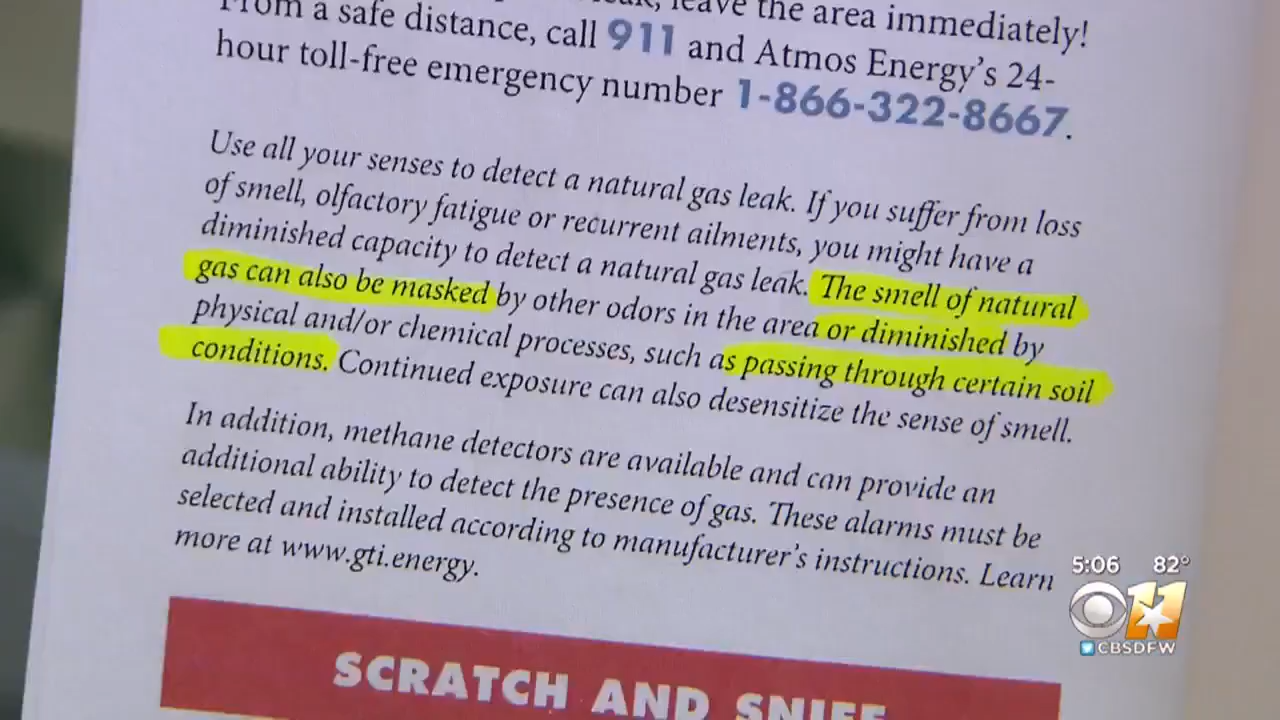 From a safe distance, call 911 and Atmos Energy's 24-
hour toll-free emergency number 1-866-322-8667.
leave the area immediately!
Use all your senses to detect a natural gas leak. If you suffer from loss
of smell, olfactory fatigue or recurrent ailments, you might have a
diminished capacity to detect a natural gas leak. The smell of natural
gas can also be masked by other odors in the area or diminished by
physical and/or chemical processes, such as passing through certain soil
conditions. Continued exposure can also desensitize the sense of smell.
In addition, methane detectors are available and can provide an
additional ability to detect the presence of gas. These alarms must be
selected and installed according to manufacturer's instructions. Learn
more at www.gti.energy.
SCRATCH AND SNIFF
5:06 82°
11
CBSDFW